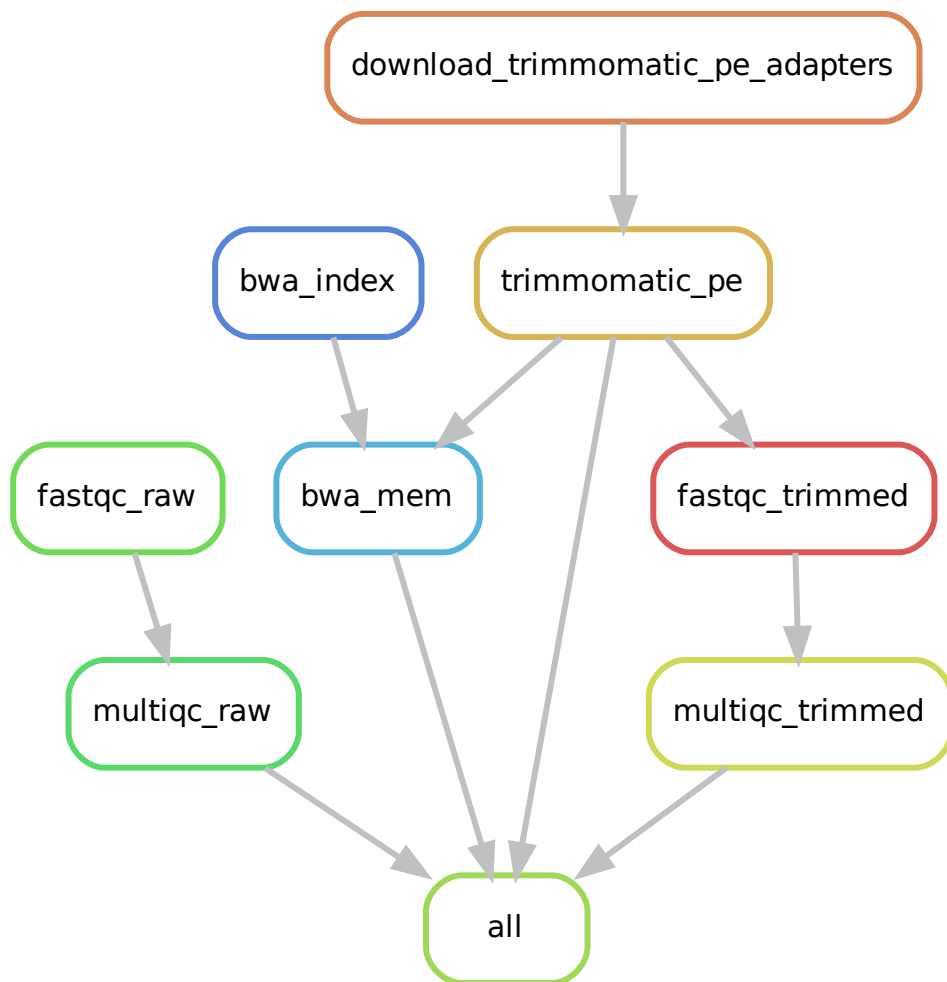 download_trimmomatic_pe_adapters
bwa_index
trimmomatic_pe
fastqc_raw
bwa_mem
fastqc_trimmed
multiqc_raw
multiqc_trimmed
all